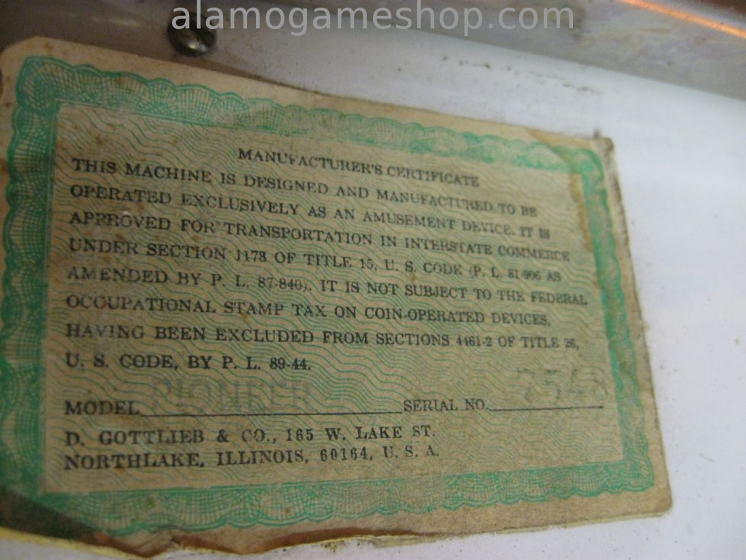 alamogameshop.com
MANUFACTURER'S CERTIFICATE
THIS MACHINE IS DESIGNED AND MANUFACTURED TO BE
OPERATED EXCLUSIVELY AS AN AMUSEMENT DEVICE. IT IS
APPROVED FOR TRANSPORTATION IN INTERSTATE COMMERCE
UNDER SECTION 1178 OF TITLE 15, U. S. CODE (P. L. 81-906 AS
AMENDED BY P. L. 87-840). IT IS NOT SUBJECT TO THE FEDERAL
OCCUPATIONAL STAMP TAX ON COIN-OPERATED DEVICES,
HAVING BEEN EXCLUDED FROM SECTIONS 4461-2 OF TITLE 26,
U. S. CODE, BY P. L. 89-44.
MODEL PIONEER SERIAL NO. 7548
D. GOTTLIEB & CO., 165 W. LAKE ST.
NORTHLAKE, ILLINOIS, 60164, U. S. A.